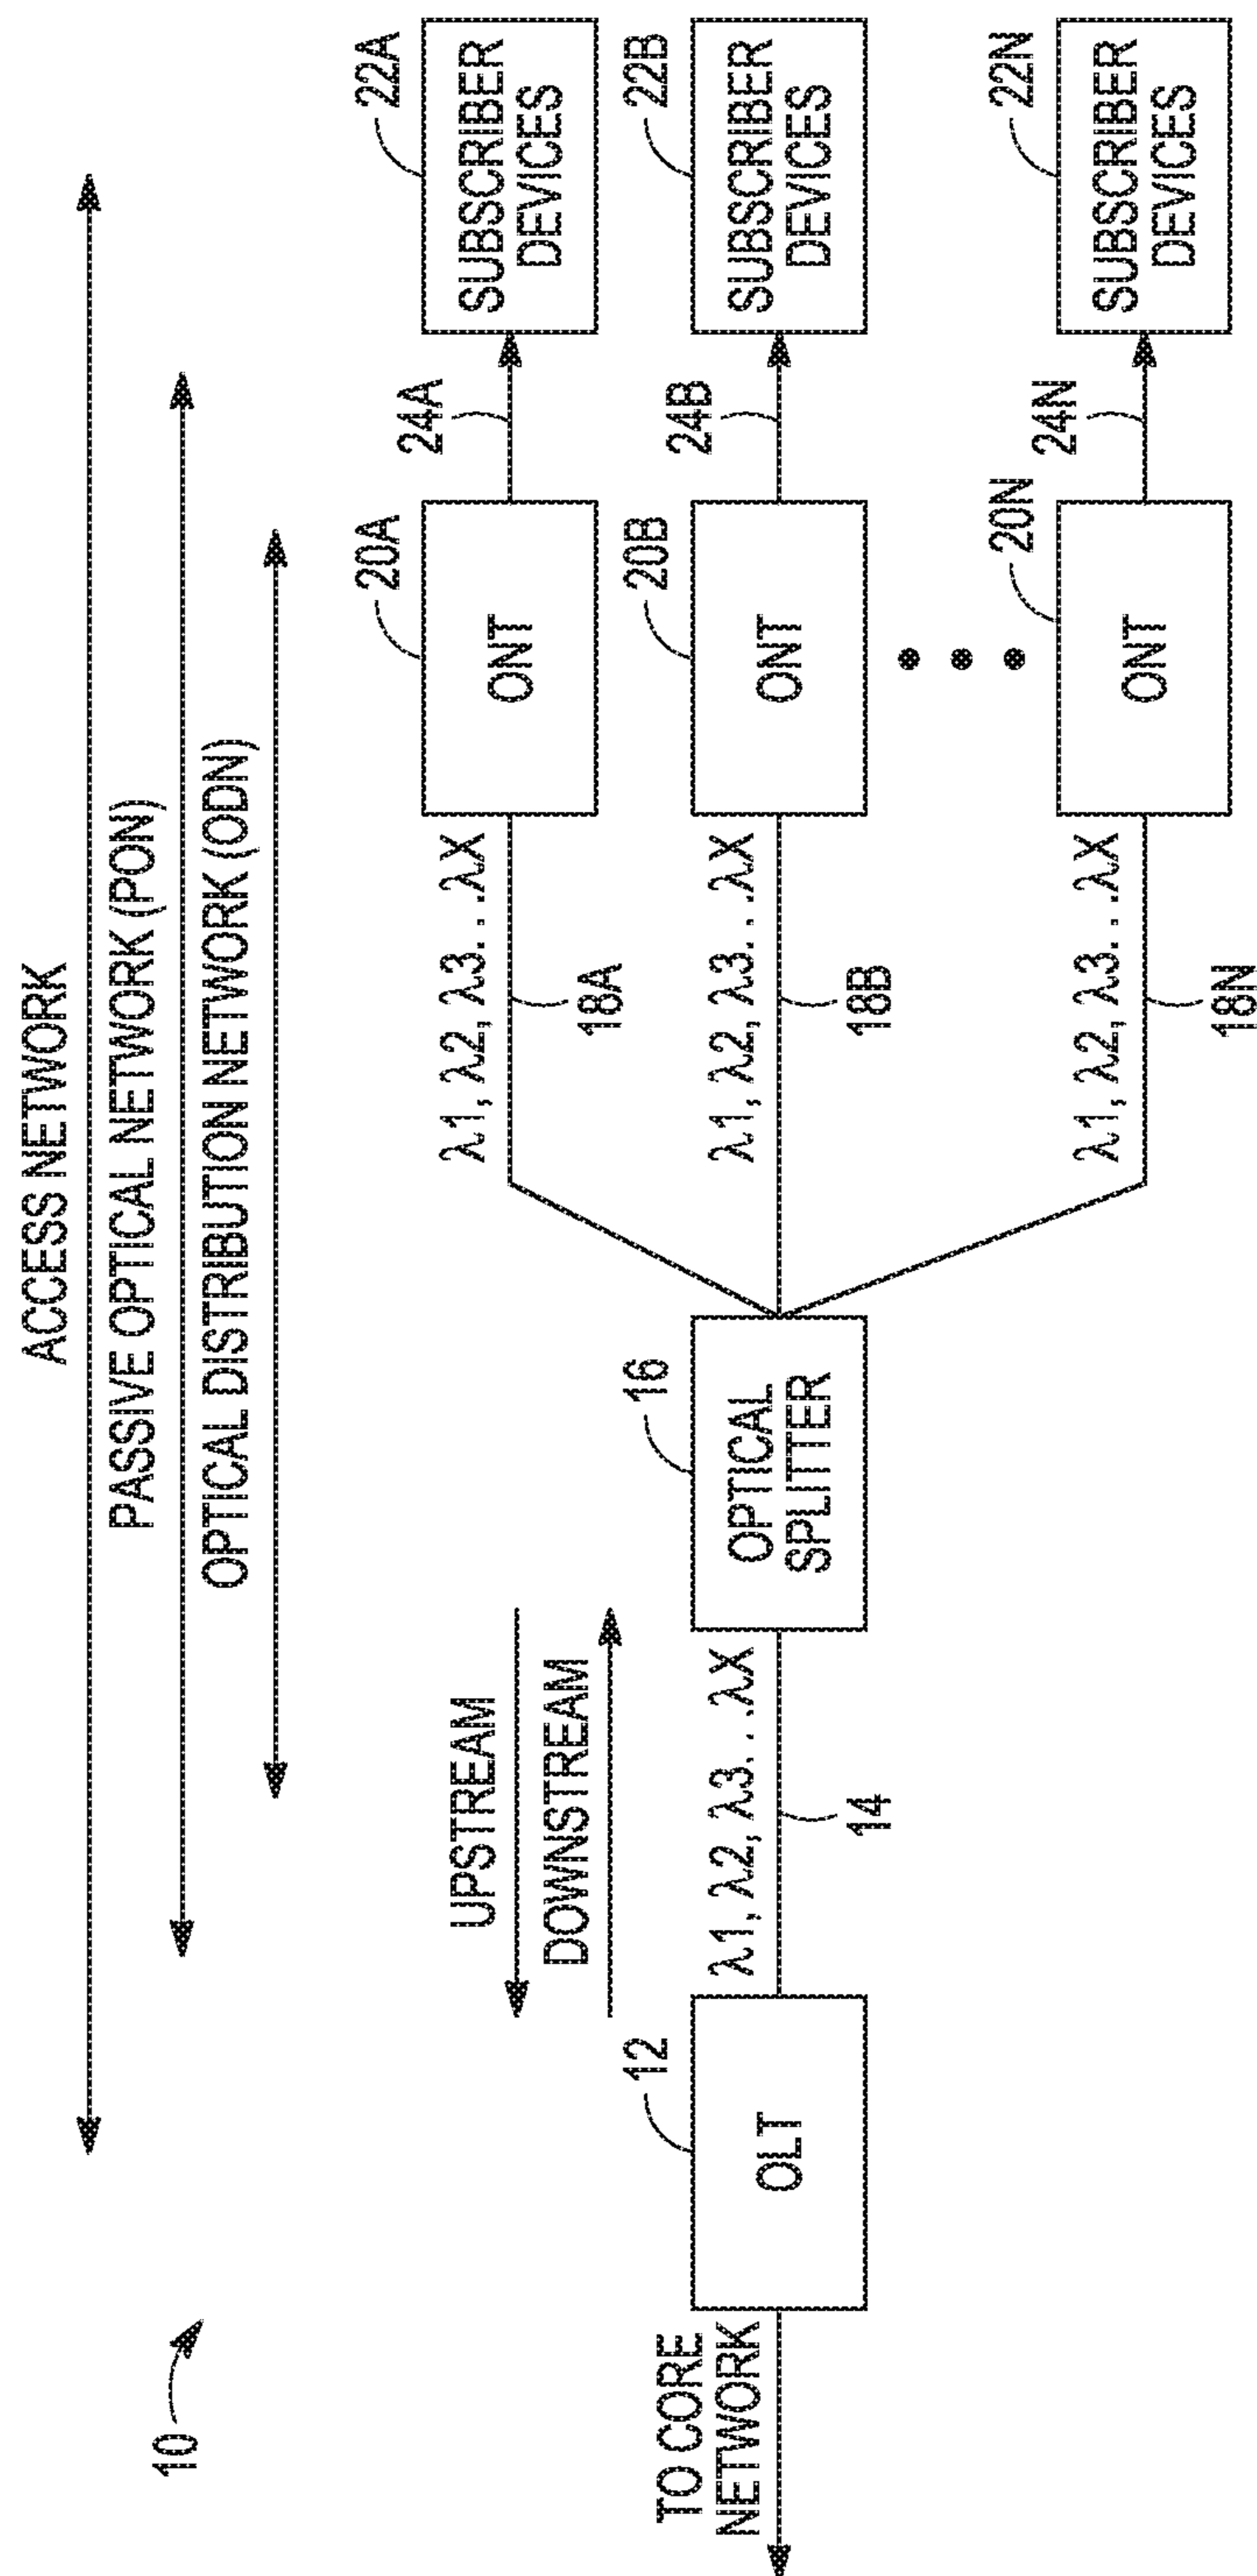 ACCESS NETWORK
PASSIVE OPTICAL NETWORK (PON)
OPTICAL DISTRIBUTION NETWORK (ODN)
10
UPSTREAM
DOWNSTREAM
TO CORE
NETWORK
12
OLT
λ1, λ2, λ3. . .λX
14
16
OPTICAL
SPLITTER
λ1, λ2, λ3. . .λX
18A
20A
ONT
24A
22A
SUBSCRIBER
DEVICES
λ1, λ2, λ3. . .λX
18B
20B
ONT
24B
22B
SUBSCRIBER
DEVICES
λ1, λ2, λ3. . .λX
18N
20N
ONT
24N
22N
SUBSCRIBER
DEVICES